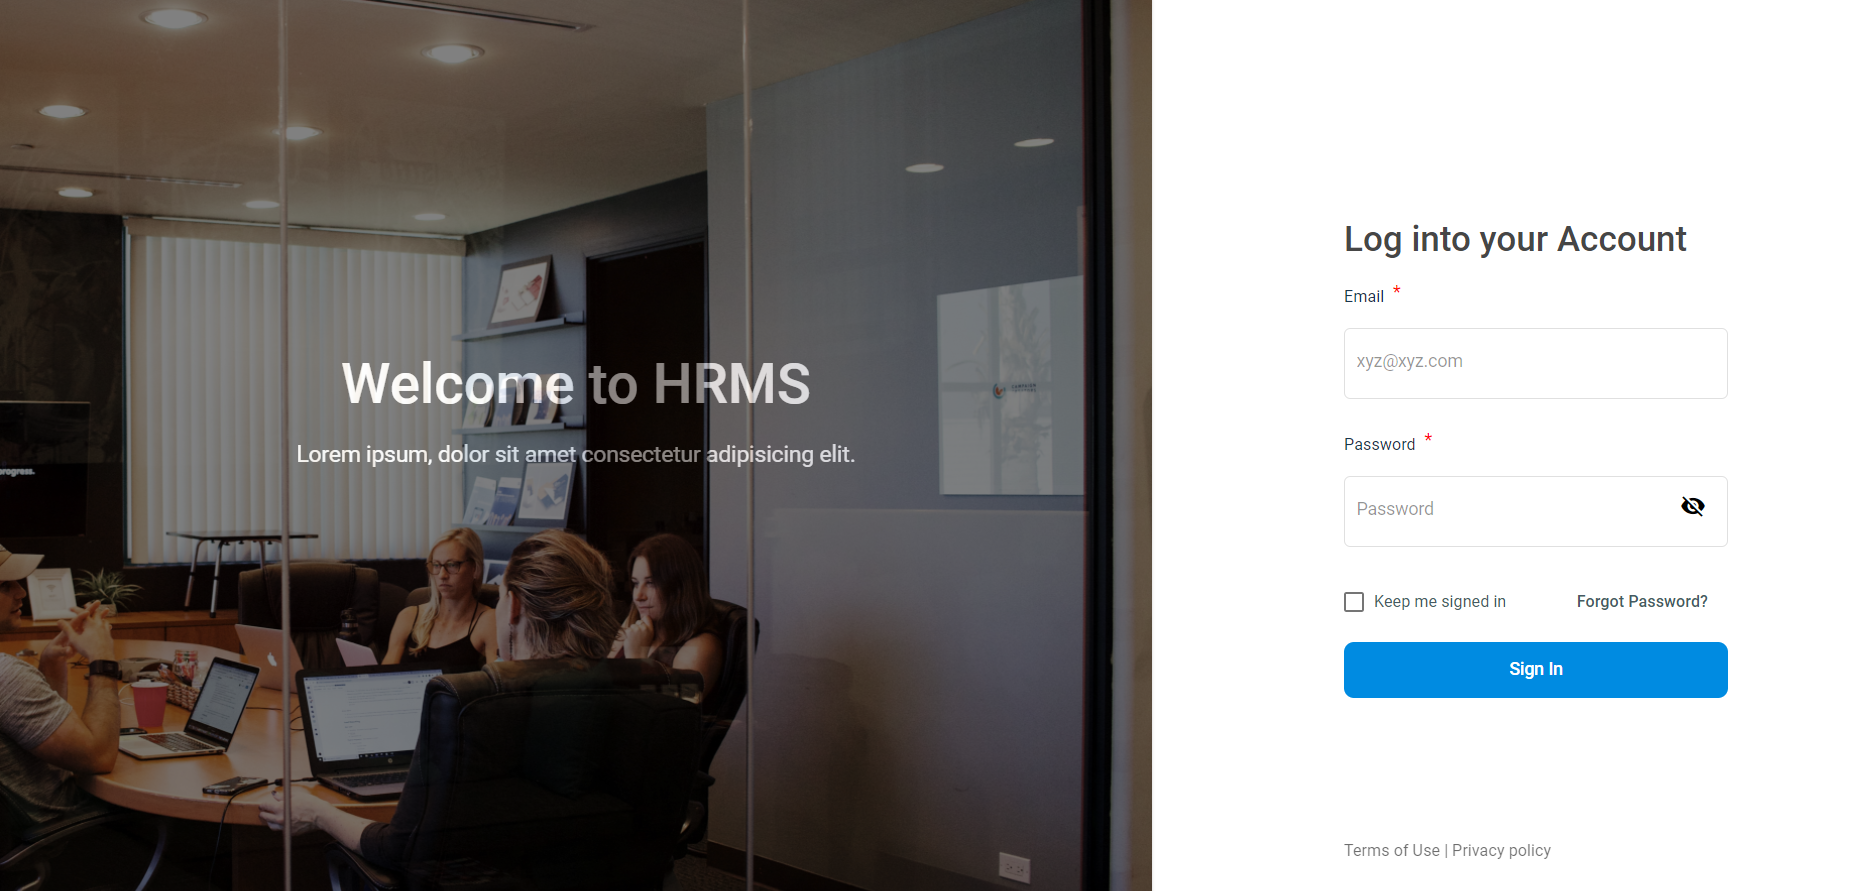 Welcome to HRMS
Lorem ipsum, dolor sit amet consectetur adipisicing elit.
progress.
Log into your Account
Email *
xyz@xyz.com
Password *
Password
Keep me signed in
Forgot Password?
Sign In
Terms of Use | Privacy policy